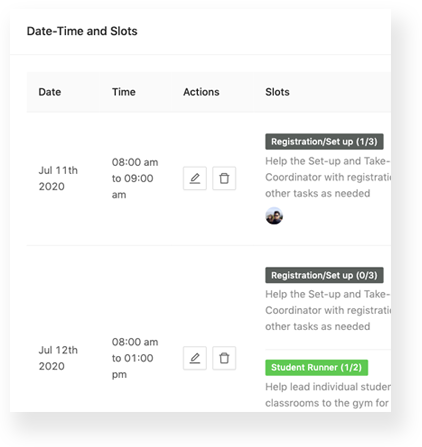 Date-Time and Slots
Date Time Actions Slots
Registration/Set up (1/3)
Jul 11th
2020
08:00 am
to 09:00
am
Help the Set-up and Take-
Coordinator with registrati
other tasks as needed
Registration/Set up (0/3)
Help the Set-up and Take-
Coordinator with registrati
other tasks as needed
Jul 12th
2020
08:00 am
to 01:00
pm
Student Runner (1/2)
Help lead individual studen
classrooms to the gym for